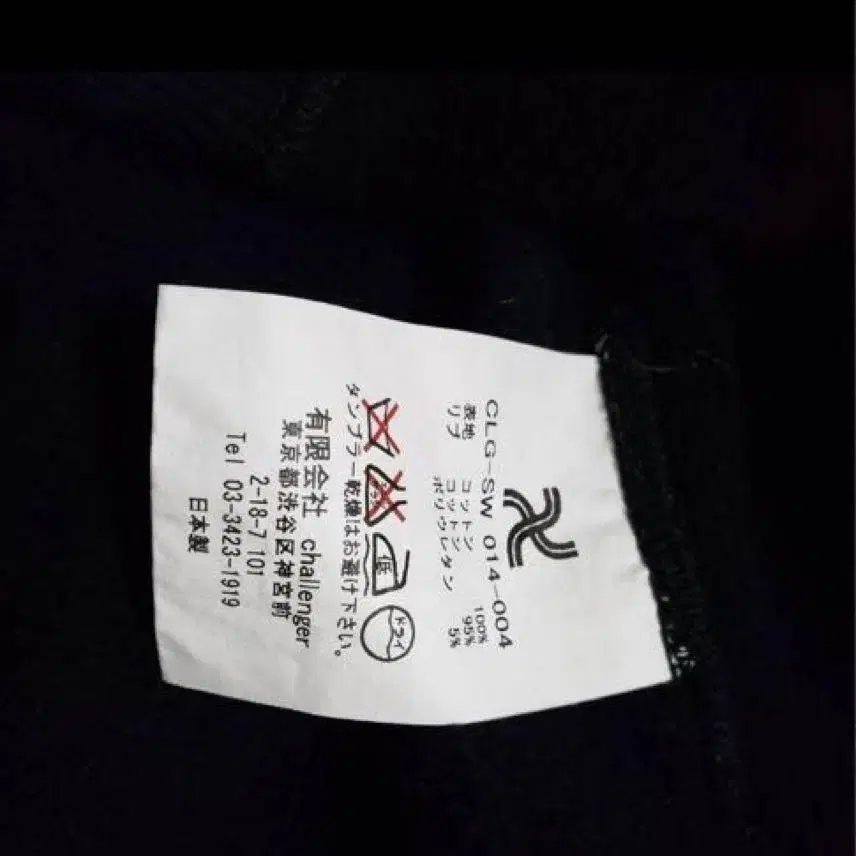 CLG-SW 014-004
表地 コットン 100%
リブ コットン 95%
ポリウレタン 5%
低 ドライ
タンブラー乾燥はお避け下さい。
有限会社 challenger
東京都渋谷区神宮前
2-18-7 101
Tel 03-3423-1919
日本製